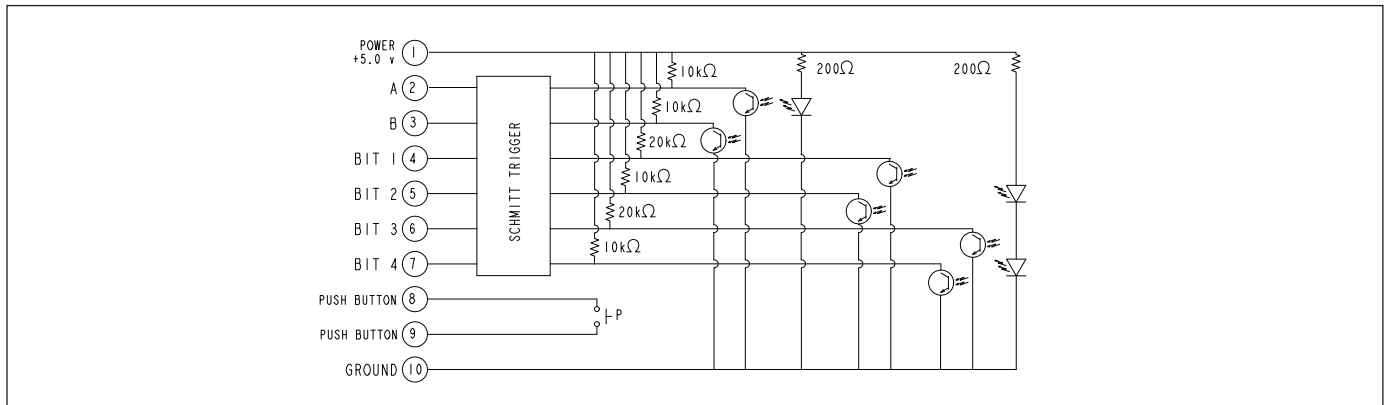 POWER
+5.0 v
1
10kΩ
200Ω
200Ω
A
2
10kΩ
B
3
20kΩ
BIT 1
4
10kΩ
BIT 2
5
20kΩ
BIT 3
6
10kΩ
BIT 4
7
SCHMITT TRIGGER
PUSH BUTTON
8
P
PUSH BUTTON
9
GROUND
10